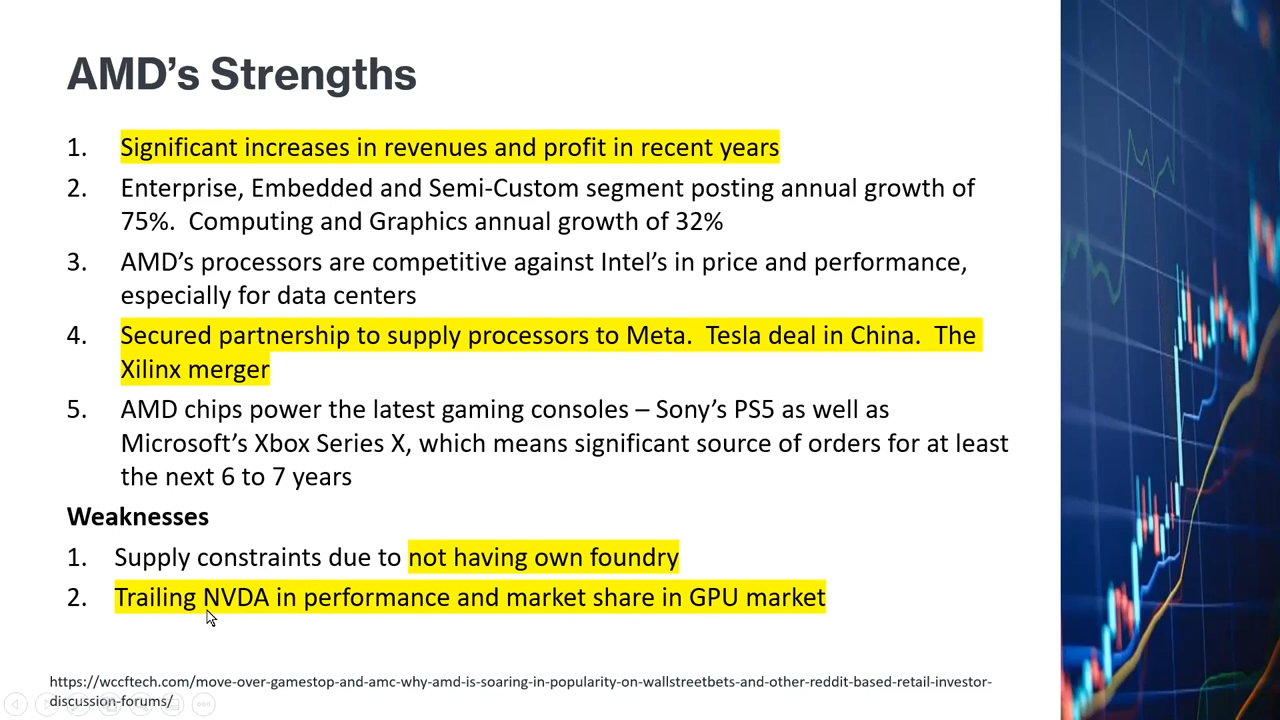 AMD’s Strengths
1. Significant increases in revenues and profit in recent years
2. Enterprise, Embedded and Semi-Custom segment posting annual growth of
75%.  Computing and Graphics annual growth of 32%
3. AMD’s processors are competitive against Intel’s in price and performance,
especially for data centers
4. Secured partnership to supply processors to Meta.  Tesla deal in China.  The
Xilinx merger
5. AMD chips power the latest gaming consoles – Sony’s PS5 as well as
Microsoft’s Xbox Series X, which means significant source of orders for at least
the next 6 to 7 years
Weaknesses
1. Supply constraints due to not having own foundry
2. Trailing NVDA in performance and market share in GPU market
https://wccftech.com/move-over-gamestop-and-amc-why-amd-is-soaring-in-popularity-on-wallstreetbets-and-other-reddit-based-retail-investor-
discussion-forums/